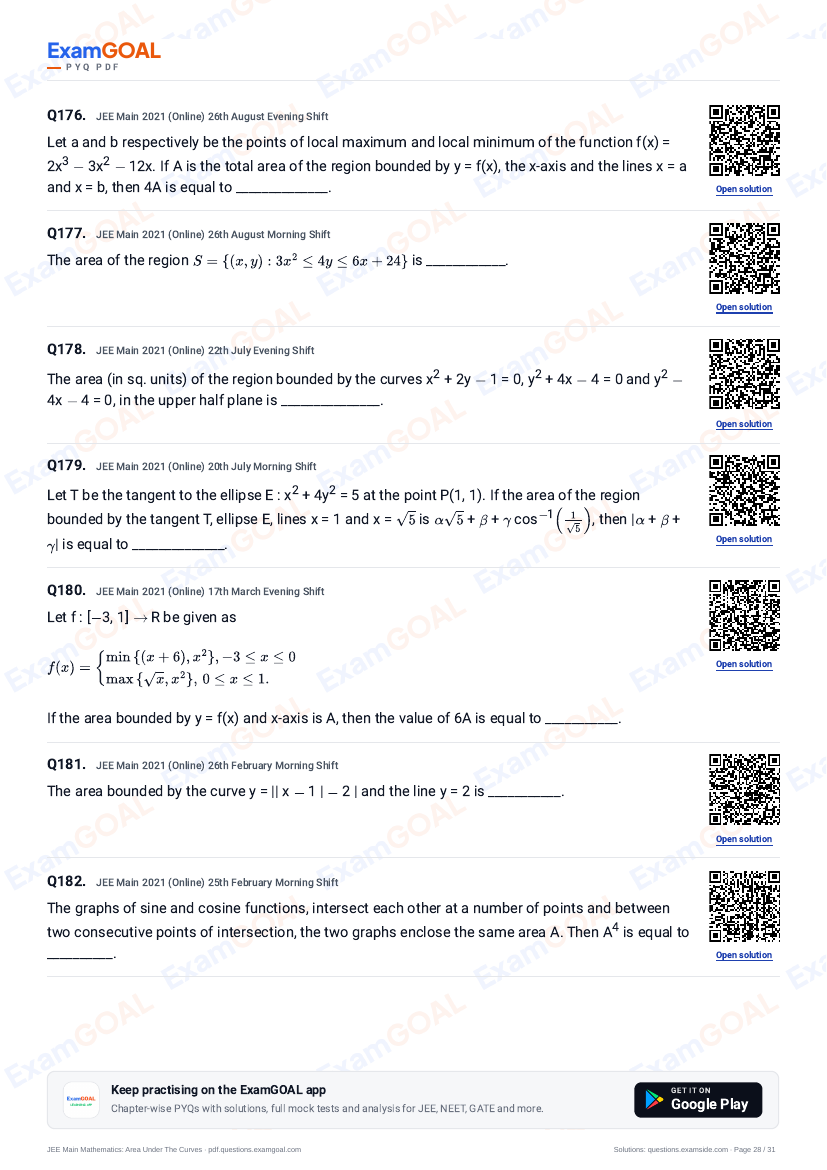 ExamGOAL
PYQ PDF
Q176. JEE Main 2021 (Online) 26th August Evening Shift
Let a and b respectively be the points of local maximum and local minimum of the function f(x) =
2x³ − 3x² − 12x. If A is the total area of the region bounded by y = f(x), the x-axis and the lines x = a
and x = b, then 4A is equal to ______________.
Open solution
Q177. JEE Main 2021 (Online) 26th August Morning Shift
The area of the region S = {(x, y) : 3x² ≤ 4y ≤ 6x + 24} is ____________.
Open solution
Q178. JEE Main 2021 (Online) 22th July Evening Shift
The area (in sq. units) of the region bounded by the curves x² + 2y − 1 = 0, y² + 4x − 4 = 0 and y² −
4x − 4 = 0, in the upper half plane is _______________.
Open solution
Q179. JEE Main 2021 (Online) 20th July Morning Shift
Let T be the tangent to the ellipse E : x² + 4y² = 5 at the point P(1, 1). If the area of the region
bounded by the tangent T, ellipse E, lines x = 1 and x = √5 is α√5 + β + γ cos⁻¹(1/√5), then |α + β +
γ| is equal to ______________.
Open solution
Q180. JEE Main 2021 (Online) 17th March Evening Shift
Let f : [−3, 1] → R be given as
f(x) = { min {(x + 6), x²}, −3 ≤ x ≤ 0
max {√x, x²}, 0 ≤ x ≤ 1.
If the area bounded by y = f(x) and x-axis is A, then the value of 6A is equal to ___________.
Open solution
Q181. JEE Main 2021 (Online) 26th February Morning Shift
The area bounded by the curve y = || x − 1 | − 2 | and the line y = 2 is ___________.
Open solution
Q182. JEE Main 2021 (Online) 25th February Morning Shift
The graphs of sine and cosine functions, intersect each other at a number of points and between
two consecutive points of intersection, the two graphs enclose the same area A. Then A⁴ is equal to
__________.
Open solution
Keep practising on the ExamGOAL app
Chapter-wise PYQs with solutions, full mock tests and analysis for JEE, NEET, GATE and more.
GET IT ON
Google Play
JEE Main Mathematics: Area Under The Curves · pdf.questions.examgoal.com
Solutions: questions.examside.com · Page 28 / 31